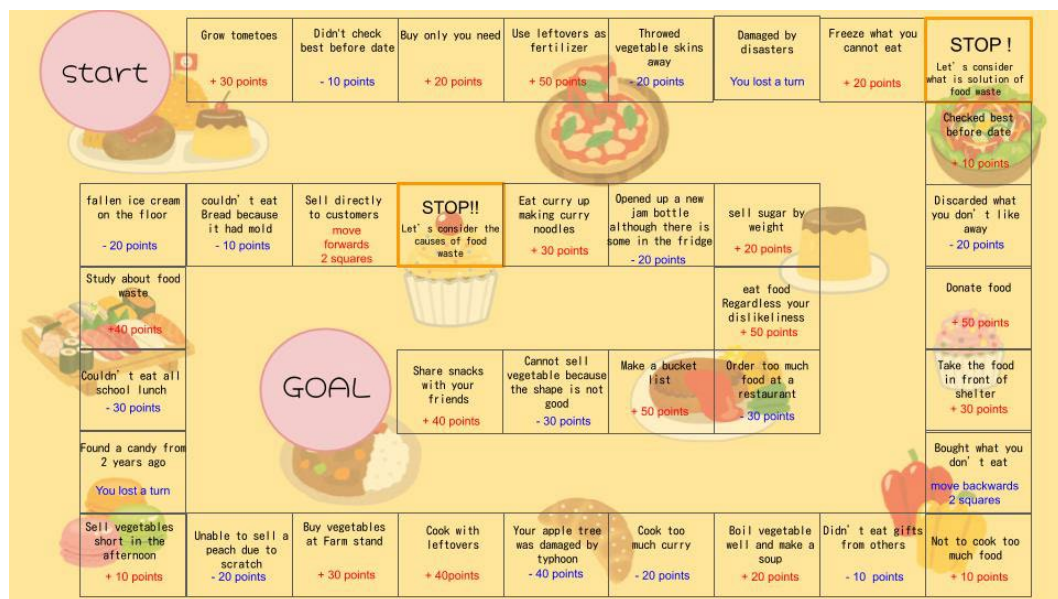 Start
Grow tometoes
+ 30 points
Didn't check
best before date
- 10 points
Buy only you need
+ 20 points
Use leftovers as
fertilizer
+ 50 points
Throwed
vegetable skins
away
- 20 points
Damaged by
disasters
You lost a turn
Freeze what you
cannot eat
+ 20 points
STOP !
Let's consider
what is solution of
food waste
Checked best
before date
+ 10 points
Discarded what
you don't like
away
- 20 points
Donate food
+ 50 points
Take the food
in front of
shelter
+ 30 points
Bought what you
don't eat
move backwards
2 squares
Not to cook too
much food
+ 10 points
Didn't eat gifts
from others
- 10 points
Boil vegetable
well and make a
soup
+ 20 points
Cook too
much curry
- 20 points
Your apple tree
was damaged by
typhoon
- 40 points
Cook with
leftovers
+ 40points
Buy vegetables
at Farm stand
+ 30 points
Unable to sell a
peach due to
scratch
- 20 points
Sell vegetables
short in the
afternoon
+ 10 points
Found a candy from
2 years ago
You lost a turn
Couldn't eat all
school lunch
- 30 points
Study about food
waste
+40 points
fallen ice cream
on the floor
- 20 points
couldn't eat
Bread because
it had mold
- 10 points
Sell directly
to customers
move
forwards
2 squares
STOP!!
Let's consider the
causes of food
waste
Eat curry up
making curry
noodles
+ 30 points
Opened up a new
jam bottle
although there is
some in the fridge
- 20 points
sell sugar by
weight
+ 20 points
eat food
Regardless your
dislikeliness
+ 50 points
Order too much
food at a
restaurant
- 30 points
Make a bucket
list
+ 50 points
Cannot sell
vegetable because
the shape is not
good
- 30 points
Share snacks
with your
friends
+ 40 points
GOAL